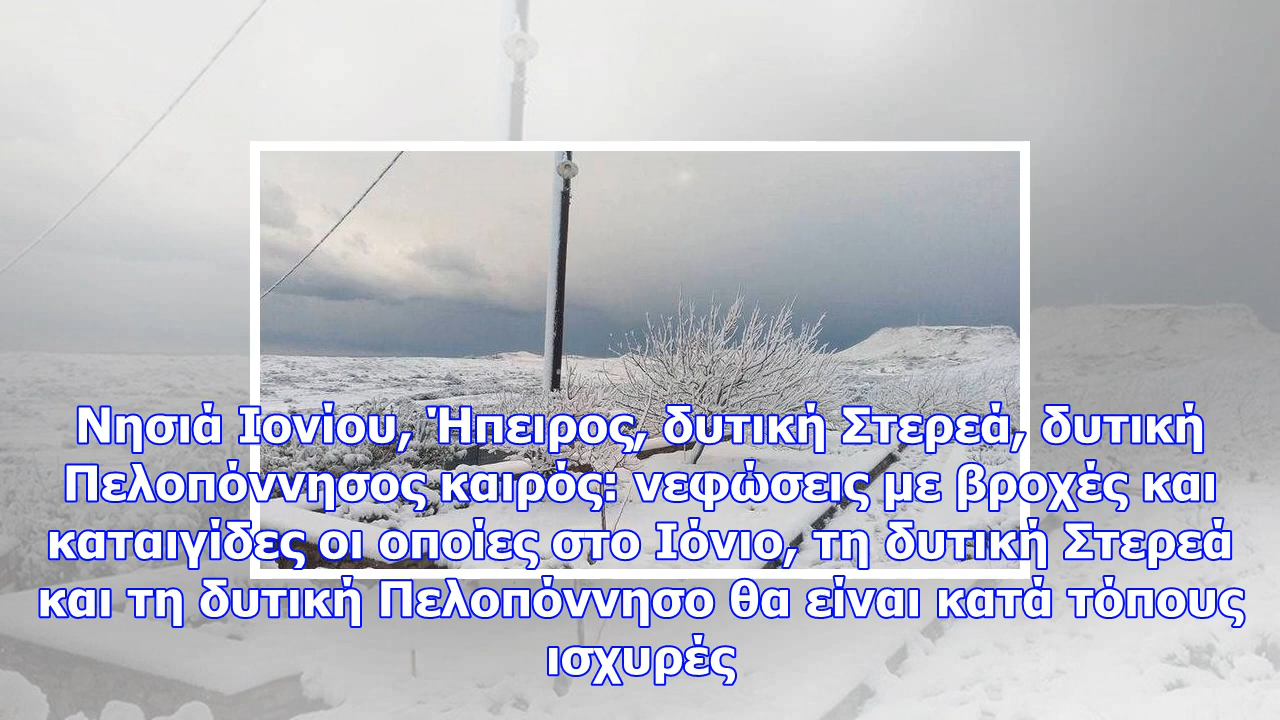 Νησιά Ιονίου, Ήπειρος, δυτική Στερεά, δυτική
Πελοπόννησος καιρός: νεφώσεις με βροχές και
καταιγίδες οι οποίες στο Ιόνιο, τη δυτική Στερεά
και τη δυτική Πελοπόννησο θα είναι κατά τόπους
ισχυρές